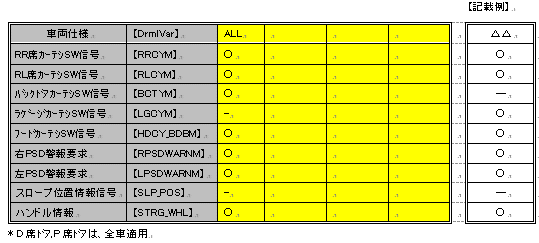 【記載例】
車両仕様 【DrmlVar】 ALL △△
RR席カーテシSW信号 【RRCYM】 ○ ○
RL席カーテシSW信号 【RLCYM】 ○ ○
バックドアカーテシSW信号 【BCTYM】 ○ －
ラゲージカーテシSW信号 【LGCYM】 - ○
フードカーテシSW信号 【HDCY_BDBM】 ○ ○
右PSD警報要求 【RPSDWARNM】 ○ ○
左PSD警報要求 【LPSDWARNM】 ○ ○
スロープ位置情報信号 【SLP_POS】 - －
ハンドル情報 【STRG_WHL】 ○ ○
*Ｄ席ドア,Ｐ席ドアは、全車適用